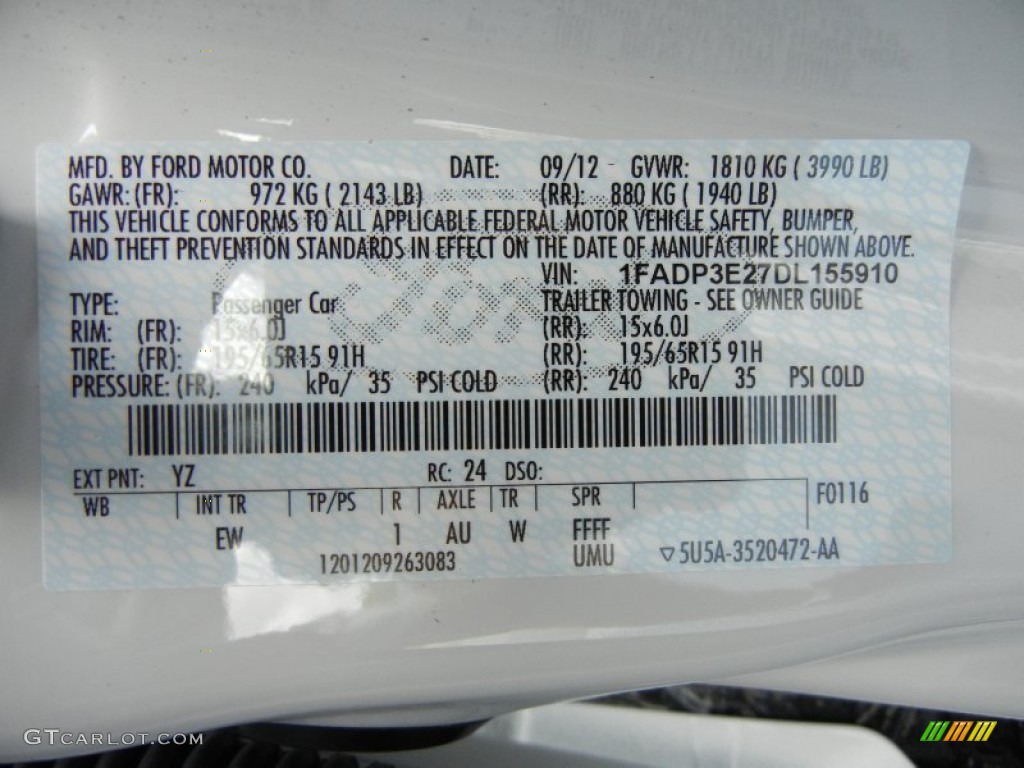 MFD. BY FORD MOTOR CO. DATE: 09/12 GVWR: 1810 KG ( 3990 LB)
GAWR: (FR): 972 KG ( 2143 LB) (RR): 880 KG ( 1940 LB)
THIS VEHICLE CONFORMS TO ALL APPLICABLE FEDERAL MOTOR VEHICLE SAFETY, BUMPER,
AND THEFT PREVENTION STANDARDS IN EFFECT ON THE DATE OF MANUFACTURE SHOWN ABOVE.
VIN: 1FADP3E27DL155910
TYPE: Passenger Car TRAILER TOWING - SEE OWNER GUIDE
RIM: (FR): 15x6.0J (RR): 15x6.0J
TIRE: (FR): 195/65R15 91H (RR): 195/65R15 91H
PRESSURE: (FR): 240 kPa/ 35 PSI COLD (RR): 240 kPa/ 35 PSI COLD
EXT PNT: YZ RC: 24 DSO:
WB INT TR TP/PS R AXLE TR SPR F0116
EW 1 AU W FFFF
1201209263083 UMU ▽5U5A-3520472-AA
GTCARLOT.COM